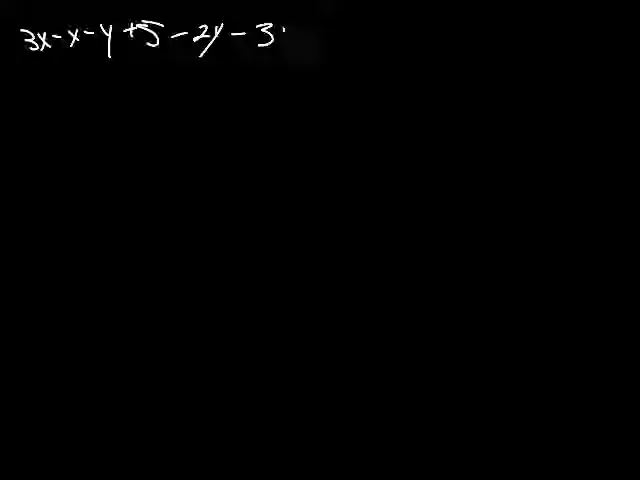 3x - x - y + 5 - 2y - 3